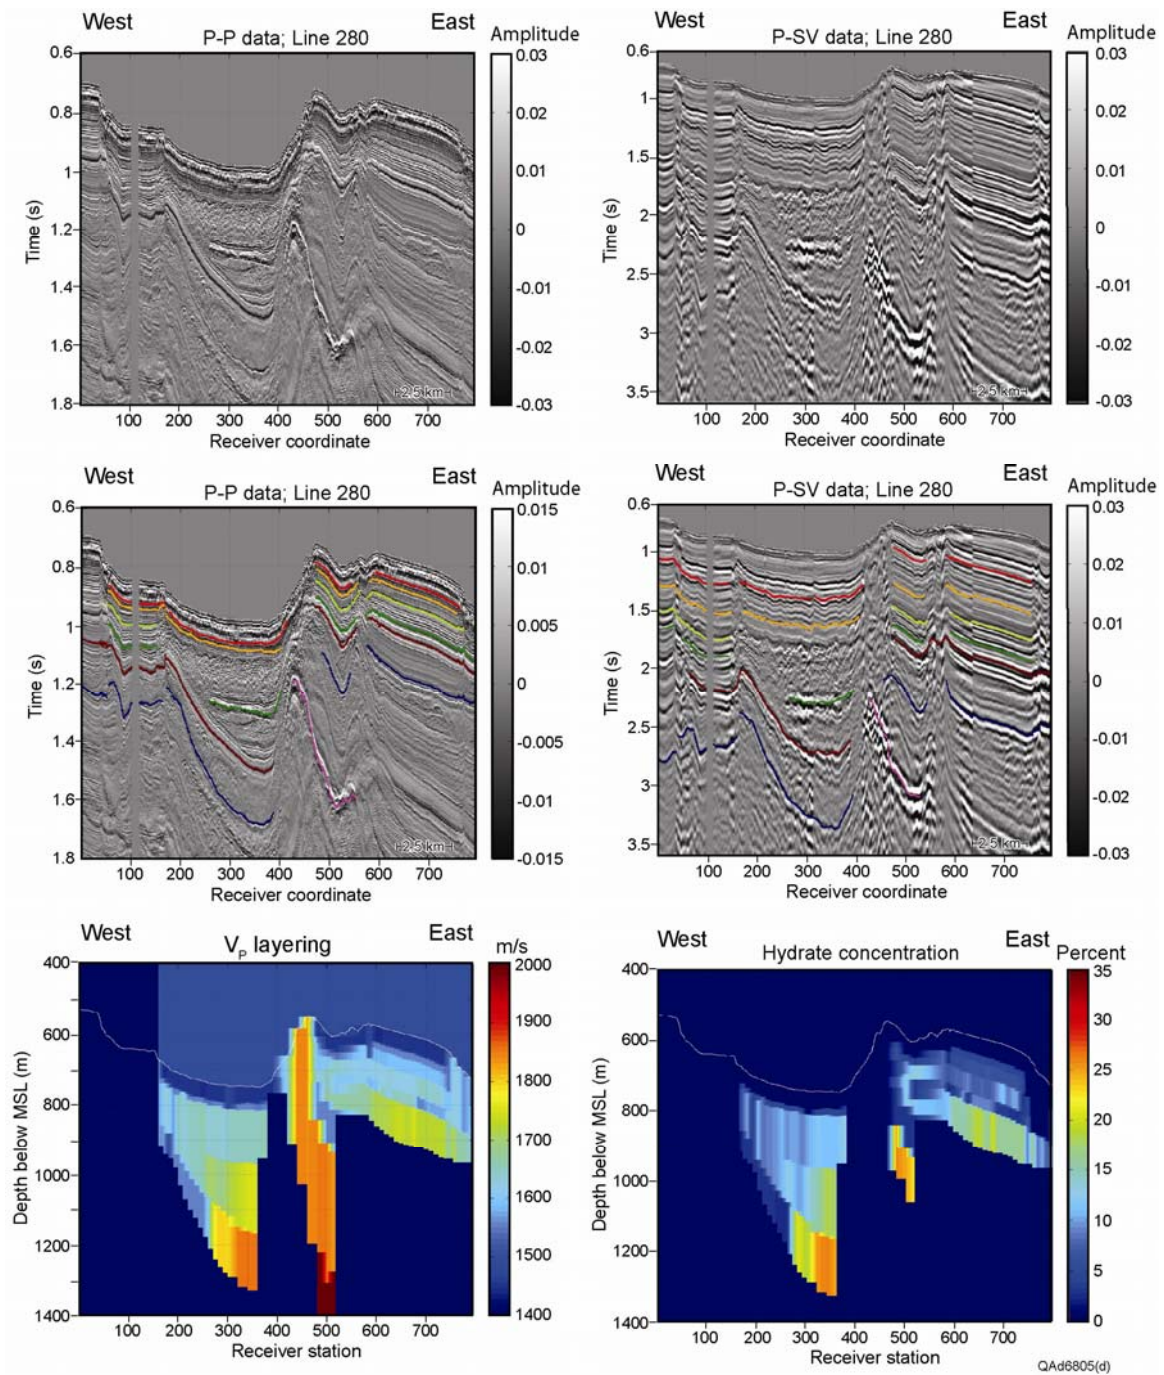 West East
P-P data; Line 280
Amplitude
0.6
0.8
1
1.2
1.4
1.6
1.8
Time (s)
100 200 300 400 500 600 700
Receiver coordinate
2.5 km
0.03
0.02
0.01
0
-0.01
-0.02
-0.03
West East
P-SV data; Line 280
Amplitude
0.6
1
1.5
2
2.5
3
3.5
Time (s)
100 200 300 400 500 600 700
Receiver coordinate
2.5 km
0.03
0.02
0.01
0
-0.01
-0.02
-0.03
West East
P-P data; Line 280
Amplitude
0.6
0.8
1
1.2
1.4
1.6
1.8
Time (s)
100 200 300 400 500 600 700
Receiver coordinate
2.5 km
0.015
0.01
0.005
0
-0.005
-0.01
-0.015
West East
P-SV data; Line 280
Amplitude
0.6
1
1.5
2
2.5
3
3.5
Time (s)
100 200 300 400 500 600 700
Receiver coordinate
2.5 km
0.03
0.02
0.01
0
-0.01
-0.02
-0.03
West East
VP layering
m/s
400
600
800
1000
1200
1400
Depth below MSL (m)
100 200 300 400 500 600 700
Receiver station
2000
1900
1800
1700
1600
1500
1400
West East
Hydrate concentration
Percent
400
600
800
1000
1200
1400
Depth below MSL (m)
100 200 300 400 500 600 700
Receiver station
35
30
25
20
15
10
5
0
QAd6805(d)